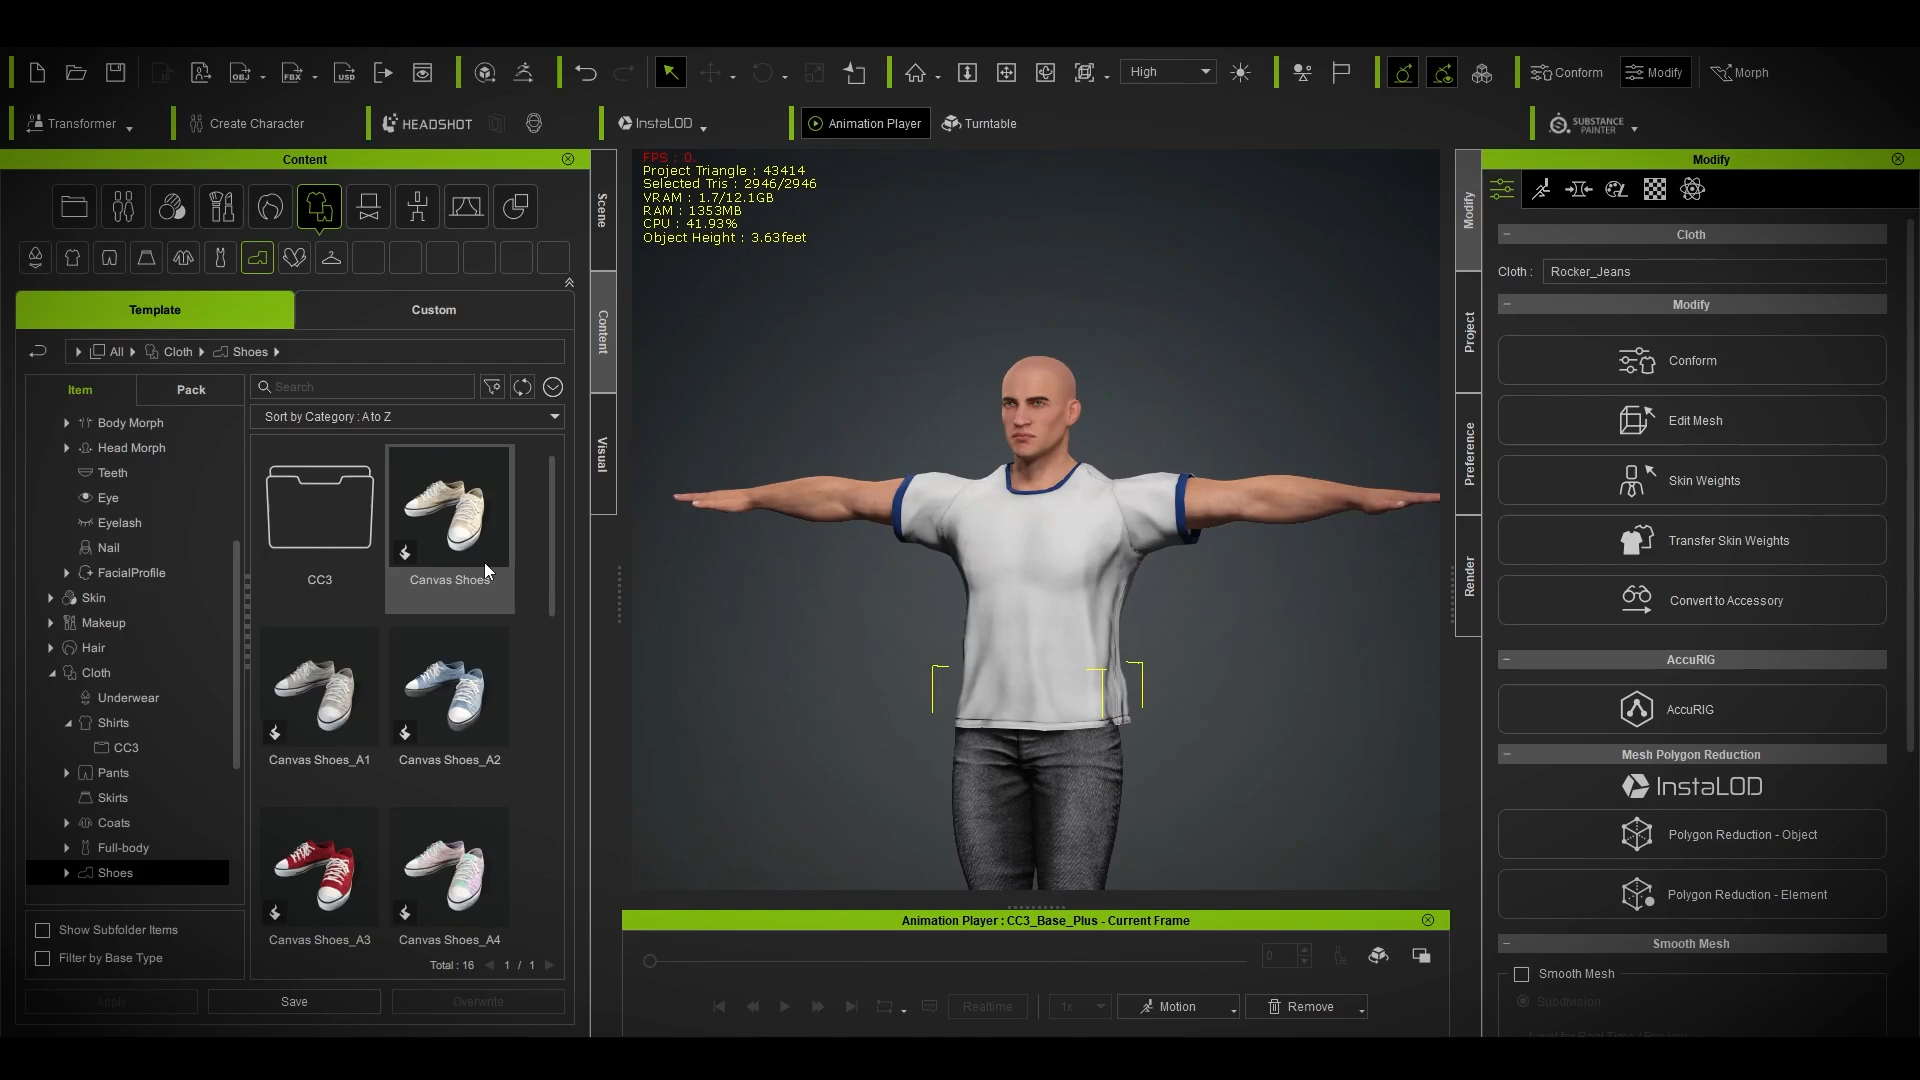 OBJ
FBX
USD
High
Conform
Modify
Morph
Transformer
Create Character
HEADSHOT
InstaLOD
Animation Player
Turntable
SUBSTANCE
PAINTER
Content
Template
Custom
All
Cloth
Shoes
Item
Pack
Search
Sort by Category : A to Z
Body Morph
Head Morph
Teeth
Eye
Eyelash
Nail
FacialProfile
Skin
Makeup
Hair
Cloth
Underwear
Shirts
CC3
Pants
Skirts
Coats
Full-body
Shoes
CC3
Canvas Shoes
Canvas Shoes_A1
Canvas Shoes_A2
Canvas Shoes_A3
Canvas Shoes_A4
Total : 16
1 / 1
Show Subfolder Items
Filter by Base Type
Apply
Save
Overwrite
Scene
Content
Visual
FPS : 0.
Project Triangle : 43414
Selected Tris : 2946/2946
VRAM : 1.7/12.1GB
RAM : 1353MB
CPU : 41.93%
Object Height : 3.63feet
Animation Player : CC3_Base_Plus - Current Frame
0
Realtime
1x
Motion
Remove
Modify
Project
Preference
Render
Modify
Cloth
Cloth :
Rocker_Jeans
Modify
Conform
Edit Mesh
Skin Weights
Transfer Skin Weights
Convert to Accessory
AccuRIG
AccuRIG
Mesh Polygon Reduction
InstaLOD
Polygon Reduction - Object
Polygon Reduction - Element
Smooth Mesh
Smooth Mesh
Subdivision